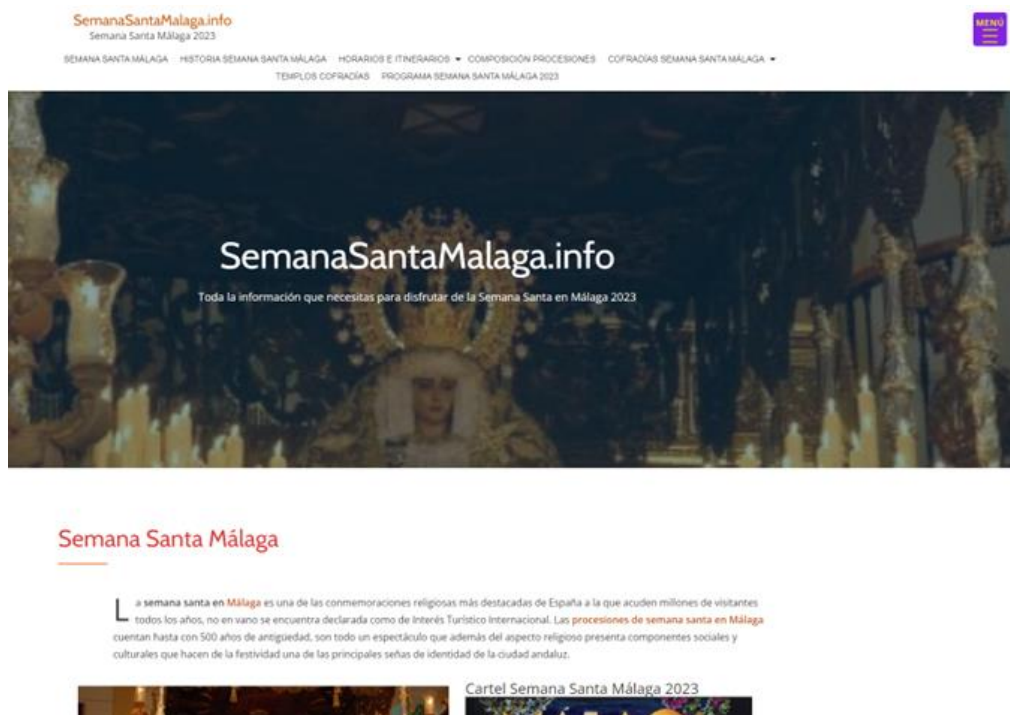 SemanaSantaMalaga.info
Semana Santa Málaga 2023
MENÚ
SEMANA SANTA MÁLAGA HISTORIA SEMANA SANTA MÁLAGA HORARIOS E ITINERARIOS COMPOSICIÓN PROCESIONES COFRADÍAS SEMANA SANTA MÁLAGA
TEMPLOS COFRADÍAS PROGRAMA SEMANA SANTA MÁLAGA 2023
SemanaSantaMalaga.info
Toda la información que necesitas para disfrutar de la Semana Santa en Málaga 2023
Semana Santa Málaga
La semana santa en Málaga es una de las conmemoraciones religiosas más destacadas de España a la que acuden millones de visitantes
todos los años, no en vano se encuentra declarada como de Interés Turístico Internacional. Las procesiones de semana santa en Málaga
cuentan hasta con 500 años de antigüedad, son todo un espectáculo que además del aspecto religioso presenta componentes sociales y
culturales que hacen de la festividad una de las principales señas de identidad de la ciudad andaluz.
Cartel Semana Santa Málaga 2023